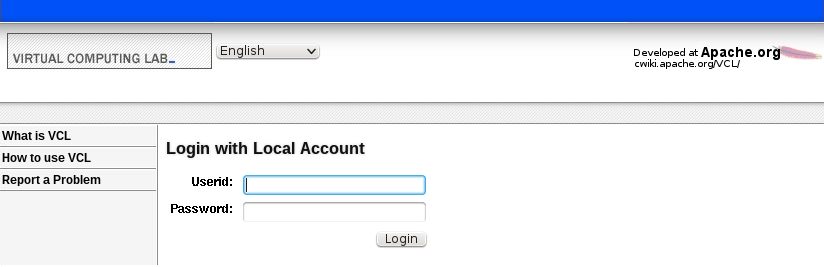 VIRTUAL COMPUTING LAB_
English
Developed at Apache.org
cwiki.apache.org/VCL/
What is VCL
How to use VCL
Report a Problem
Login with Local Account
Userid:
Password:
Login